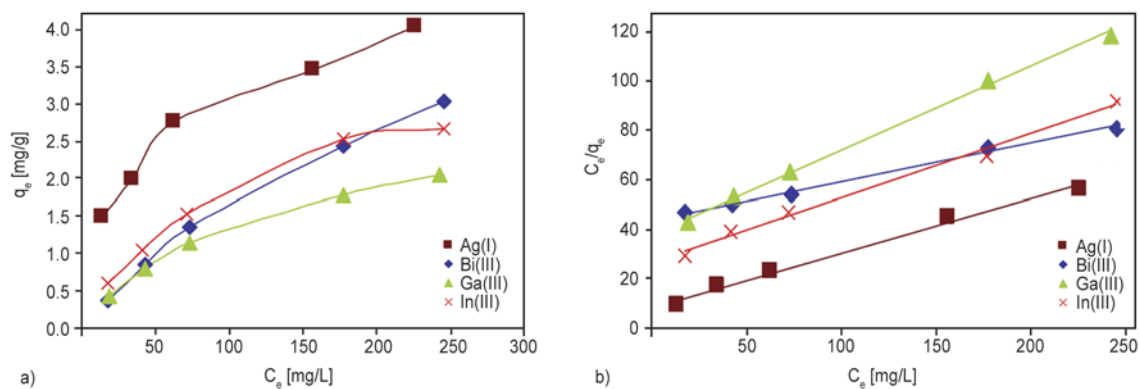 4.0
3.5
3.0
2.5
2.0
1.5
1.0
0.5
0.0
qe [mg/g]
50 100 150 200 250 300
Ce [mg/L]
Ag(I)
Bi(III)
Ga(III)
In(III)
a)
120
100
80
60
40
20
0
Ce/qe
50 100 150 200 250
Ce [mg/L]
Ag(I)
Bi(III)
Ga(III)
In(III)
b)